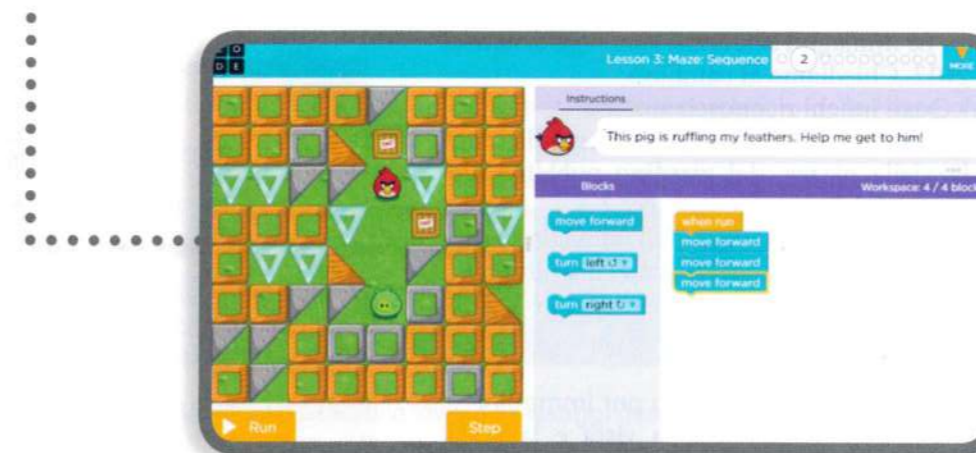 Lesson 3: Maze: Sequence
2
MORE
Instructions
This pig is ruffling my feathers. Help me get to him!
Blocks
Workspace: 4 / 4 block
move forward
when run
move forward
move forward
turn left ↺ ▾
move forward
turn right ↻ ▾
Run
Step